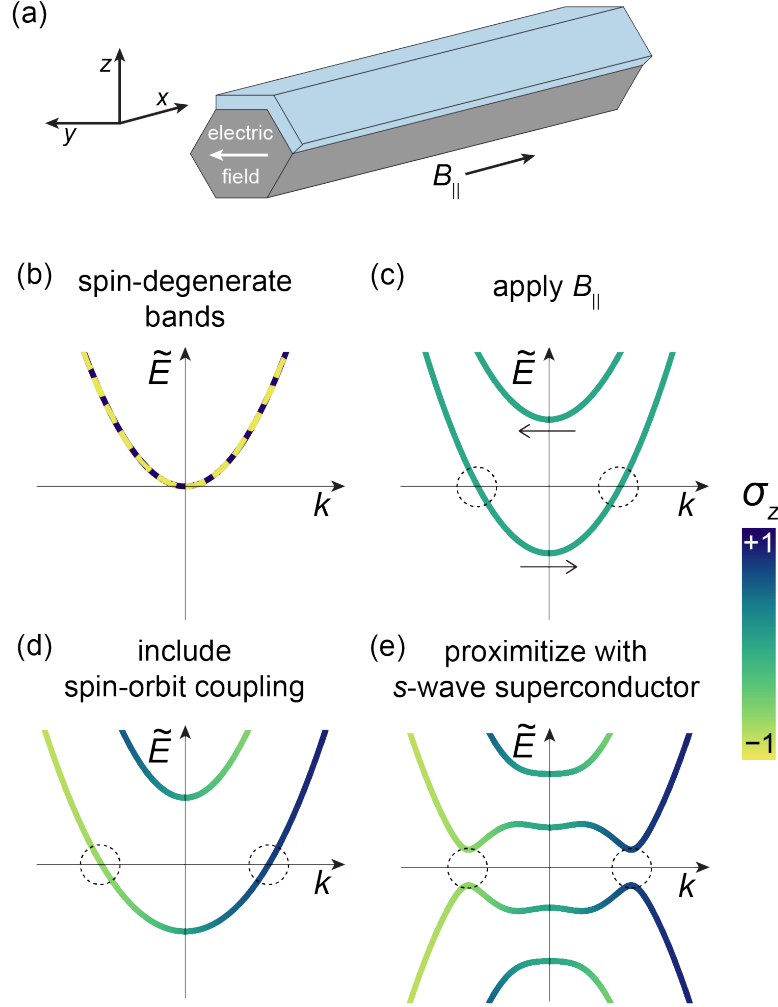 (a)
z
x
y
electric
field
B||
(b)
spin-degenerate
bands
Ẽ
k
(c)
apply B||
Ẽ
k
σz
+1
−1
(d)
include
spin-orbit coupling
Ẽ
k
(e)
proximitize with
s-wave superconductor
Ẽ
k